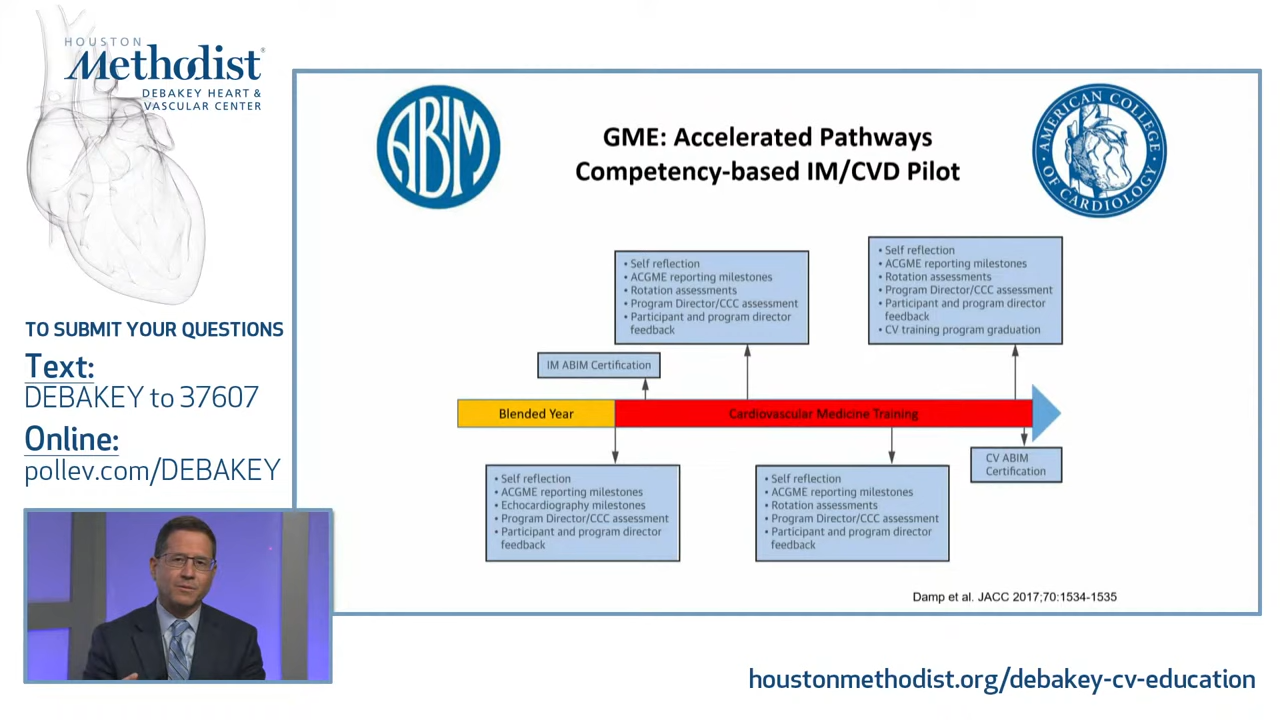 HOUSTON
Methodist®
DEBAKEY HEART &
VASCULAR CENTER
TO SUBMIT YOUR QUESTIONS
Text:
DEBAKEY to 37607
Online:
pollev.com/DEBAKEY
ABIM
GME: Accelerated Pathways
Competency-based IM/CVD Pilot
AMERICAN COLLEGE
OF CARDIOLOGY
• Self reflection
• ACGME reporting milestones
• Rotation assessments
• Program Director/CCC assessment
• Participant and program director
feedback
• Self reflection
• ACGME reporting milestones
• Rotation assessments
• Program Director/CCC assessment
• Participant and program director
feedback
• CV training program graduation
IM ABIM Certification
Blended Year
Cardiovascular Medicine Training
CV ABIM
Certification
• Self reflection
• ACGME reporting milestones
• Echocardiography milestones
• Program Director/CCC assessment
• Participant and program director
feedback
• Self reflection
• ACGME reporting milestones
• Rotation assessments
• Program Director/CCC assessment
• Participant and program director
feedback
Damp et al. JACC 2017;70:1534-1535
houstonmethodist.org/debakey-cv-education